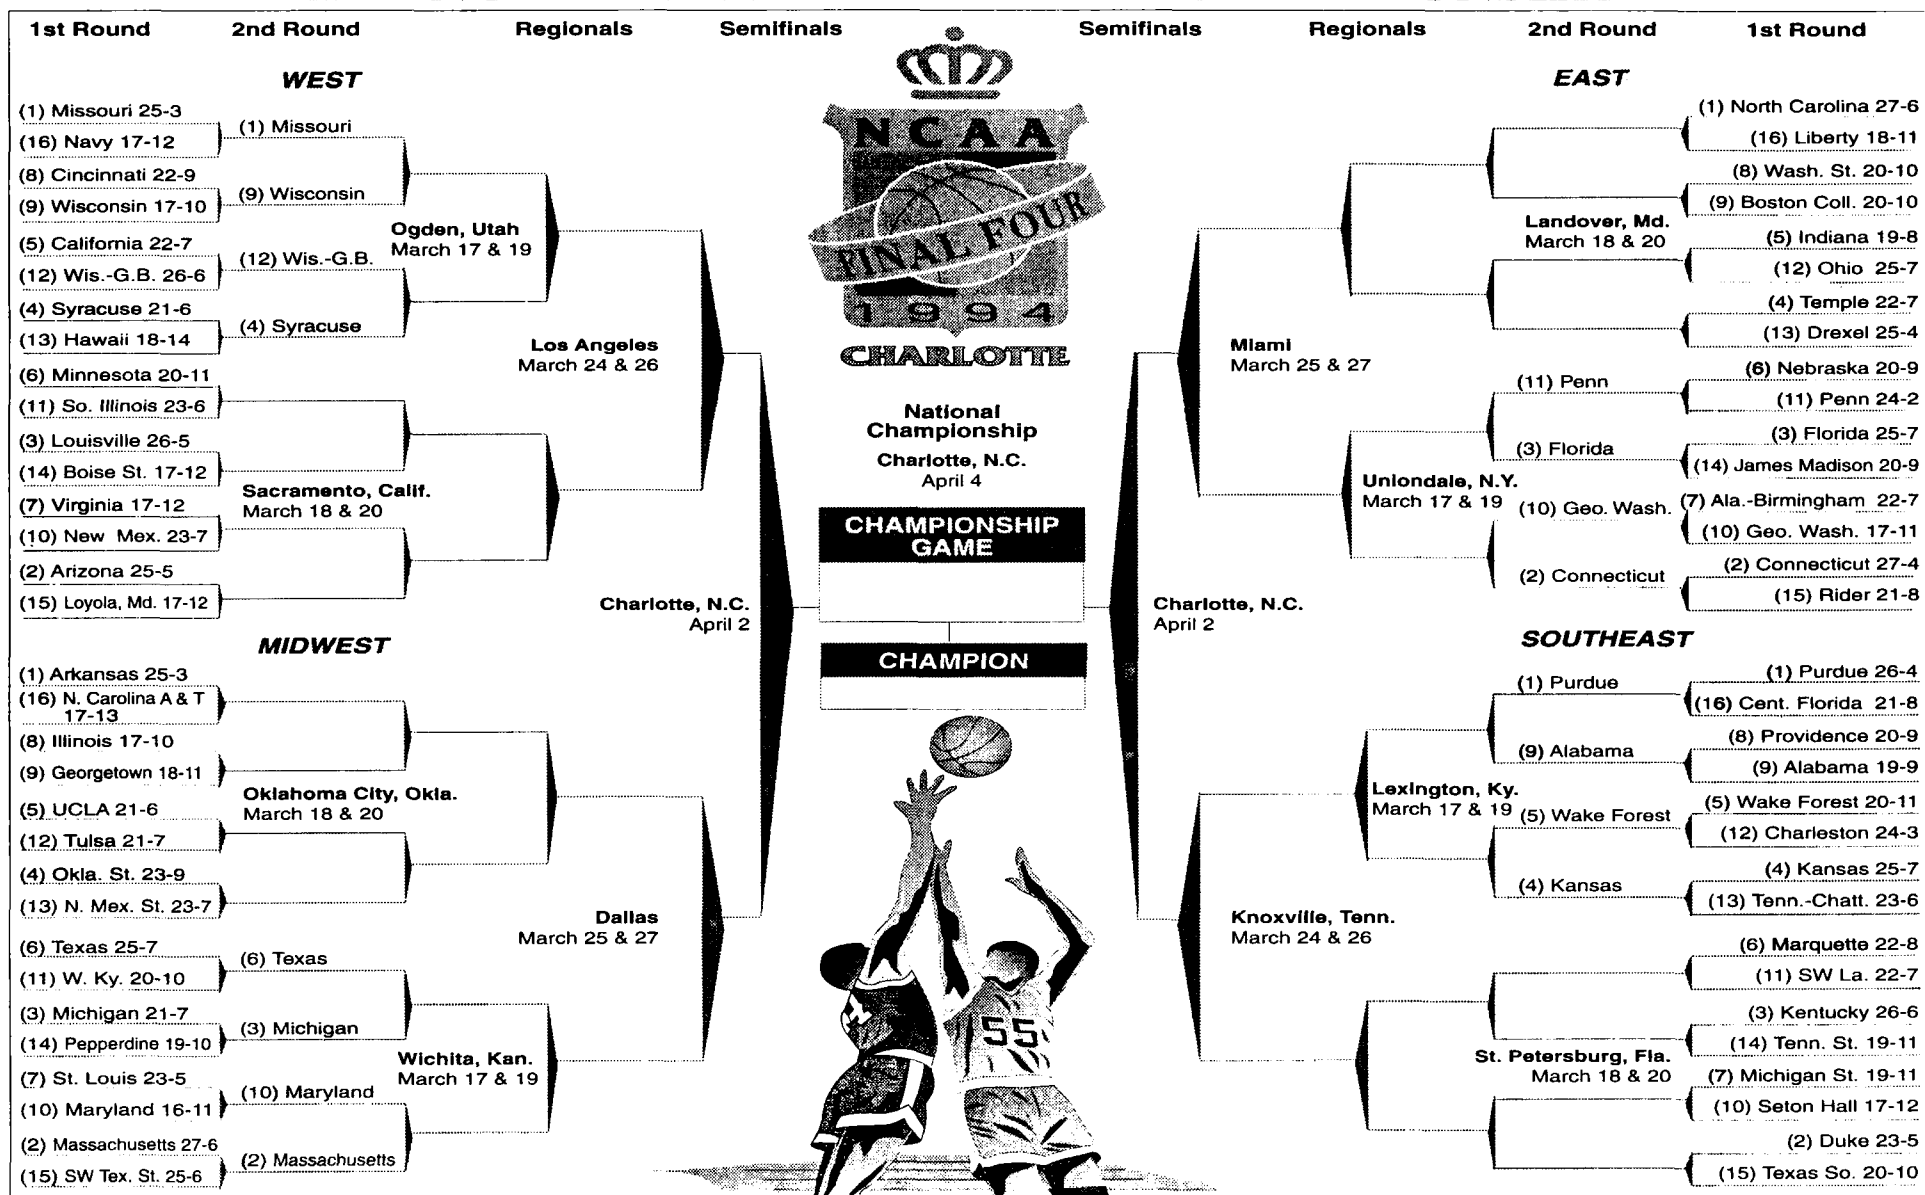 1st Round
2nd Round
Regionals
Semifinals
Semifinals
Regionals
2nd Round
1st Round
WEST
(1) Missouri 25-3
(16) Navy 17-12
(8) Cincinnati 22-9
(9) Wisconsin 17-10
(5) California 22-7
(12) Wis.-G.B. 26-6
(4) Syracuse 21-6
(13) Hawaii 18-14
(6) Minnesota 20-11
(11) So. Illinois 23-6
(3) Louisville 26-5
(14) Boise St. 17-12
(7) Virginia 17-12
(10) New Mex. 23-7
(2) Arizona 25-5
(15) Loyola, Md. 17-12
(1) Missouri
(9) Wisconsin
(12) Wis.-G.B.
(4) Syracuse
Ogden, Utah
March 17 & 19
Sacramento, Calif.
March 18 & 20
Los Angeles
March 24 & 26
MIDWEST
(1) Arkansas 25-3
(16) N. Carolina A & T
17-13
(8) Illinois 17-10
(9) Georgetown 18-11
(5) UCLA 21-6
(12) Tulsa 21-7
(4) Okla. St. 23-9
(13) N. Mex. St. 23-7
(6) Texas 25-7
(11) W. Ky. 20-10
(3) Michigan 21-7
(14) Pepperdine 19-10
(7) St. Louis 23-5
(10) Maryland 16-11
(2) Massachusetts 27-6
(15) SW Tex. St. 25-6
Oklahoma City, Okla.
March 18 & 20
(6) Texas
(3) Michigan
(10) Maryland
(2) Massachusetts
Wichita, Kan.
March 17 & 19
Dallas
March 25 & 27
Charlotte, N.C.
April 2
NCAA
FINAL FOUR
1994
CHARLOTTE
National
Championship
Charlotte, N.C.
April 4
CHAMPIONSHIP
GAME
CHAMPION
55
Charlotte, N.C.
April 2
EAST
(1) North Carolina 27-6
(16) Liberty 18-11
(8) Wash. St. 20-10
(9) Boston Coll. 20-10
(5) Indiana 19-8
(12) Ohio 25-7
(4) Temple 22-7
(13) Drexel 25-4
(6) Nebraska 20-9
(11) Penn 24-2
(3) Florida 25-7
(14) James Madison 20-9
(7) Ala.-Birmingham 22-7
(10) Geo. Wash. 17-11
(2) Connecticut 27-4
(15) Rider 21-8
Landover, Md.
March 18 & 20
(11) Penn
(3) Florida
(10) Geo. Wash.
(2) Connecticut
Uniondale, N.Y.
March 17 & 19
Miami
March 25 & 27
SOUTHEAST
(1) Purdue 26-4
(16) Cent. Florida 21-8
(8) Providence 20-9
(9) Alabama 19-9
(5) Wake Forest 20-11
(12) Charleston 24-3
(4) Kansas 25-7
(13) Tenn.-Chatt. 23-6
(6) Marquette 22-8
(11) SW La. 22-7
(3) Kentucky 26-6
(14) Tenn. St. 19-11
(7) Michigan St. 19-11
(10) Seton Hall 17-12
(2) Duke 23-5
(15) Texas So. 20-10
(1) Purdue
(9) Alabama
(5) Wake Forest
(4) Kansas
Lexington, Ky.
March 17 & 19
St. Petersburg, Fla.
March 18 & 20
Knoxville, Tenn.
March 24 & 26